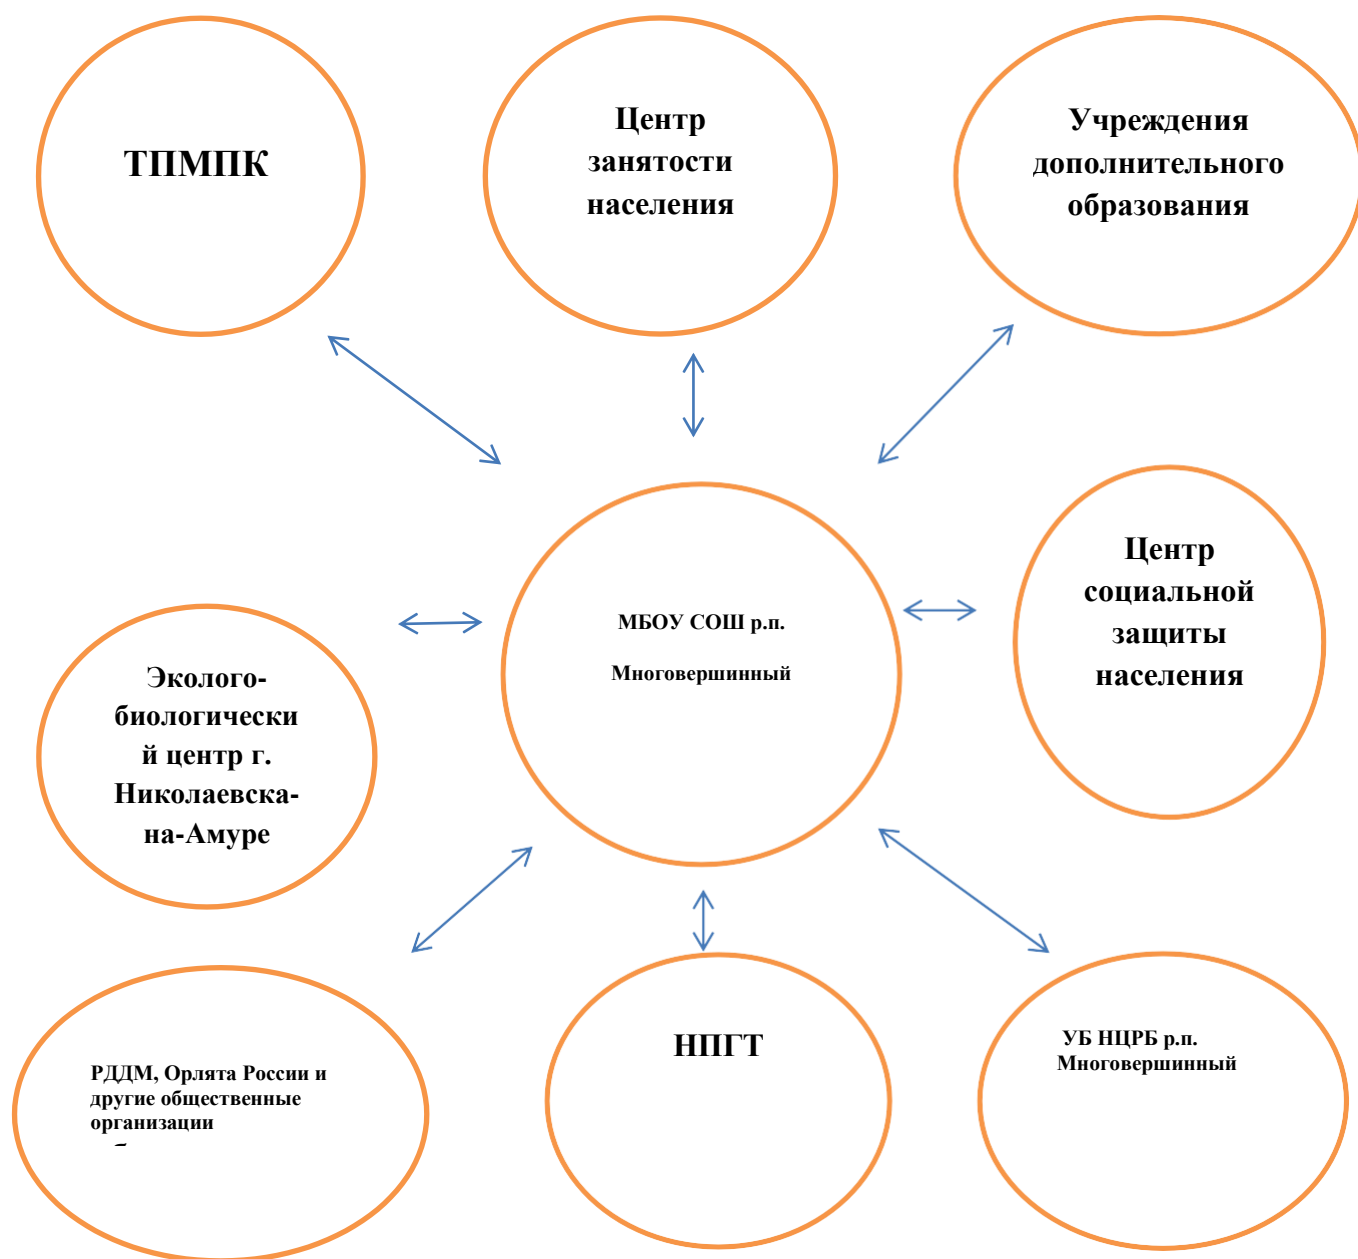 ТПМПК
Центр
занятости
населения
Учреждения
дополнительного
образования
МБОУ СОШ р.п.
Многовершинный
Центр
социальной
защиты
населения
Эколого-
биологически
й центр г.
Николаевска-
на-Амуре
РДДМ, Орлята России и
другие общественные
организации
НПГТ
УБ НЦРБ р.п.
Многовершинный